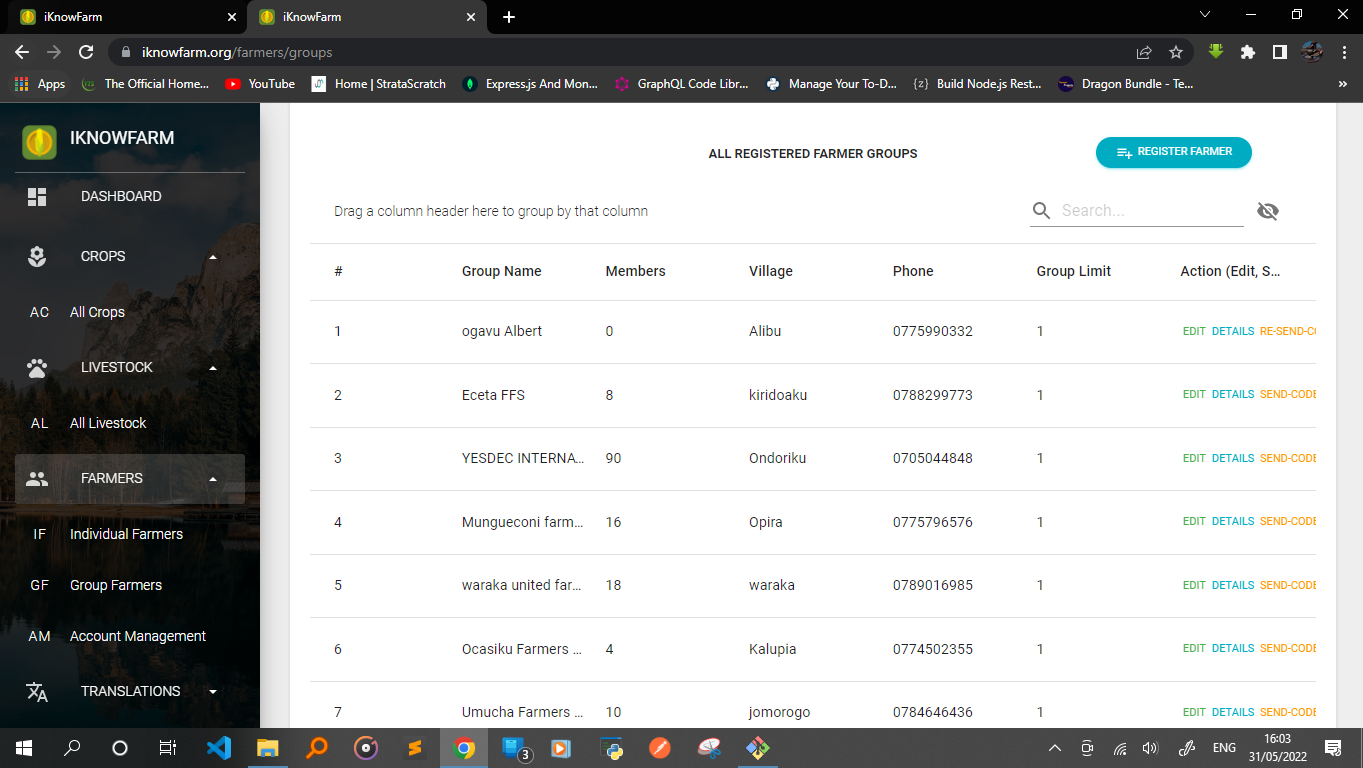 iKnowFarm
iKnowFarm
iknowfarm.org/farmers/groups
Apps
The Official Home...
YouTube
Home | StrataScratch
Express.js And Mon...
GraphQL Code Libr...
Manage Your To-D...
{z} Build Node.js Rest...
Dragon Bundle - Te...
»
IKNOWFARM
DASHBOARD
CROPS
AC All Crops
LIVESTOCK
AL All Livestock
FARMERS
IF Individual Farmers
GF Group Farmers
AM Account Management
TRANSLATIONS
ALL REGISTERED FARMER GROUPS
REGISTER FARMER
Drag a column header here to group by that column
Search...
# Group Name Members Village Phone Group Limit Action (Edit, S...
1 ogavu Albert 0 Alibu 0775990332 1 EDIT DETAILS RE-SEND-CO
2 Eceta FFS 8 kiridoaku 0788299773 1 EDIT DETAILS SEND-CODE
3 YESDEC INTERNA... 90 Ondoriku 0705044848 1 EDIT DETAILS SEND-CODE
4 Mungueconi farm... 16 Opira 0775796576 1 EDIT DETAILS SEND-CODE
5 waraka united far... 18 waraka 0789016985 1 EDIT DETAILS SEND-CODE
6 Ocasiku Farmers ... 4 Kalupia 0774502355 1 EDIT DETAILS SEND-CODE
7 Umucha Farmers ... 10 jomorogo 0784646436 1 EDIT DETAILS SEND-CODE
3
ENG
16:03
31/05/2022